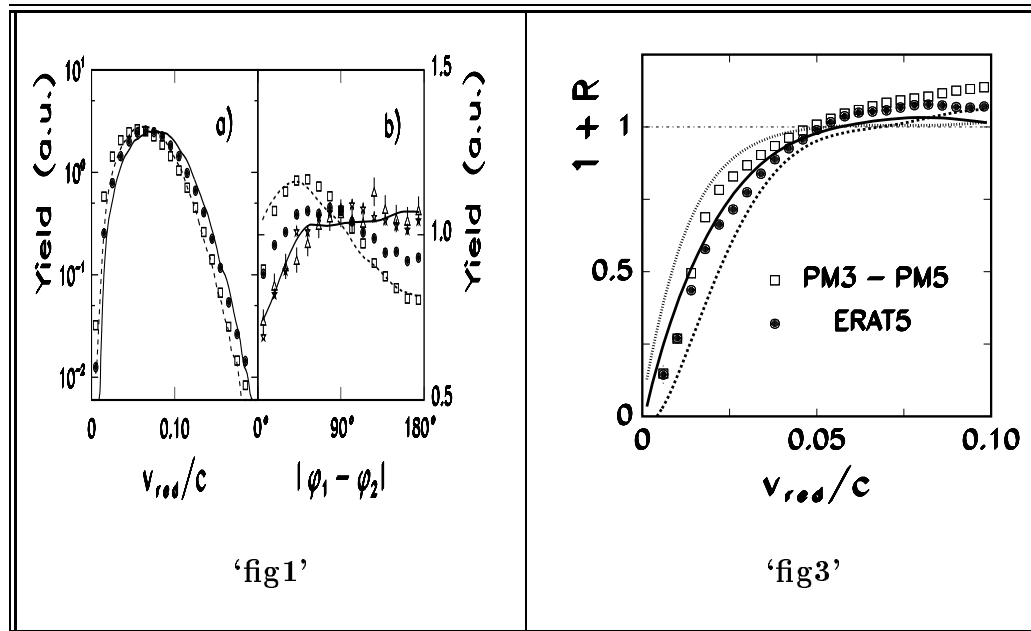 10¹
10⁰
10⁻¹
10⁻²
Yield (a.u.)
a)
0
0.10
v_red/c
b)
1.5
1.0
0.5
Yield (a.u.)
0°
90°
180°
|φ₁ − φ₂|
'fig1'
1 + R
1
0.5
0
PM3 − PM5
ERAT5
0
0.05
0.10
v_red/c
'fig3'